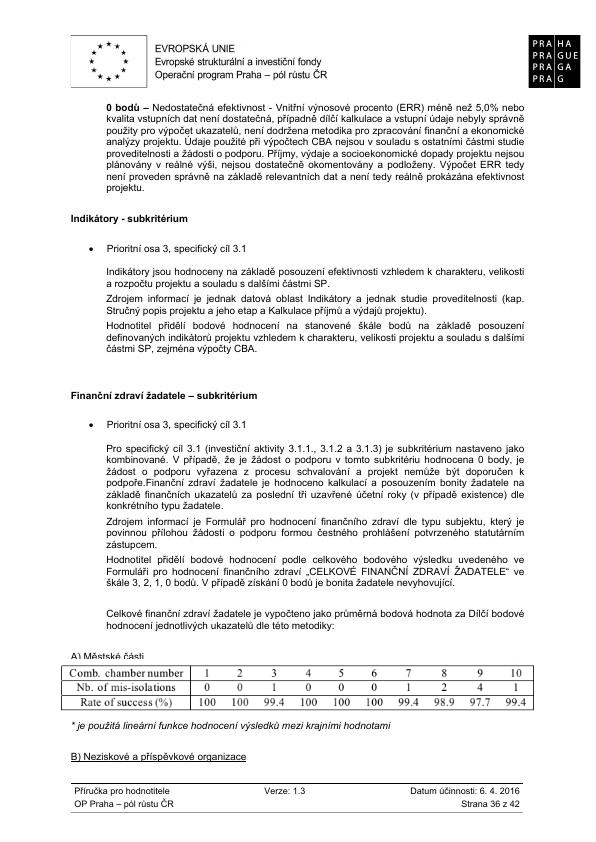 EVROPSKÁ UNIE
Evropské strukturální a investiční fondy
Operační program Praha – pól růstu ČR
PRA HA
PRA GUE
PRA GA
PRA G
0 bodů – Nedostatečná efektivnost - Vnitřní výnosové procento (ERR) méně než 5,0% nebo
kvalita vstupních dat není dostatečná, případně dílčí kalkulace a vstupní údaje nebyly správně
použity pro výpočet ukazatelů, není dodržena metodika pro zpracování finanční a ekonomické
analýzy projektu. Údaje použité při výpočtech CBA nejsou v souladu s ostatními částmi studie
proveditelnosti a žádosti o podporu. Příjmy, výdaje a socioekonomické dopady projektu nejsou
plánovány v reálné výši, nejsou dostatečně okomentovány a podloženy. Výpočet ERR tedy
není proveden správně na základě relevantních dat a není tedy reálně prokázána efektivnost
projektu.
Indikátory - subkritérium
• Prioritní osa 3, specifický cíl 3.1
Indikátory jsou hodnoceny na základě posouzení efektivity vzhledem k charakteru, velikosti
a rozpočtu projektu a souladu s dalšími částmi SP.
Zdrojem informací je jednak datová oblast Indikátory a jednak studie proveditelnosti (kap.
Stručný popis projektu a jeho etap a Kalkulace příjmů a výdajů projektu).
Hodnotitel přidělí bodové hodnocení na stanovené škále bodů na základě posouzení
definovaných indikátorů projektu vzhledem k charakteru, velikosti projektu a souladu s dalšími
částmi SP, zejména výpočty CBA.
Finanční zdraví žadatele – subkritérium
• Prioritní osa 3, specifický cíl 3.1
Pro specifický cíl 3.1 (investiční aktivity 3.1.1., 3.1.2 a 3.1.3) je subkritérium nastaveno jako
kombinované. V případě, že je žádost o podporu v tomto subkritériu hodnocena 0 body, je
žádost o podporu vyřazena z procesu schvalování a projekt nemůže být doporučen k
podpoře.Finanční zdraví žadatele je hodnoceno kalkulací a posouzením bonity žadatele na
základě finančních ukazatelů za poslední tři uzavřené účetní roky (v případě existence) dle
konkrétního typu žadatele.
Zdrojem informací je Formulář pro hodnocení finančního zdraví dle typu subjektu, který je
povinnou přílohou žádosti o podporu formou čestného prohlášení potvrzeného statutárním
zástupcem.
Hodnotitel přidělí bodové hodnocení podle celkového bodového výsledku uvedeného ve
Formuláři pro hodnocení finančního zdraví „CELKOVÉ FINANČNÍ ZDRAVÍ ŽADATELE“ ve
škále 3, 2, 1, 0 bodů. V případě získání 0 bodů je bonita žadatele nevyhovující.
Celkové finanční zdraví žadatele je vypočteno jako průměrná bodová hodnota za Dílčí bodové
hodnocení jednotlivých ukazatelů dle této metodiky:
A) Městské části
Comb. chamber number 1 2 3 4 5 6 7 8 9 10
Nb. of mis-isolations 0 0 1 0 0 0 1 2 4 1
Rate of success (%) 100 100 99.4 100 100 100 99.4 98.9 97.7 99.4
* je použitá lineární funkce hodnocení výsledků mezi krajními hodnotami
B) Neziskové a příspěvkové organizace
Příručka pro hodnotitele Verze: 1.3 Datum účinnosti: 6. 4. 2016
OP Praha – pól růstu ČR Strana 36 z 42